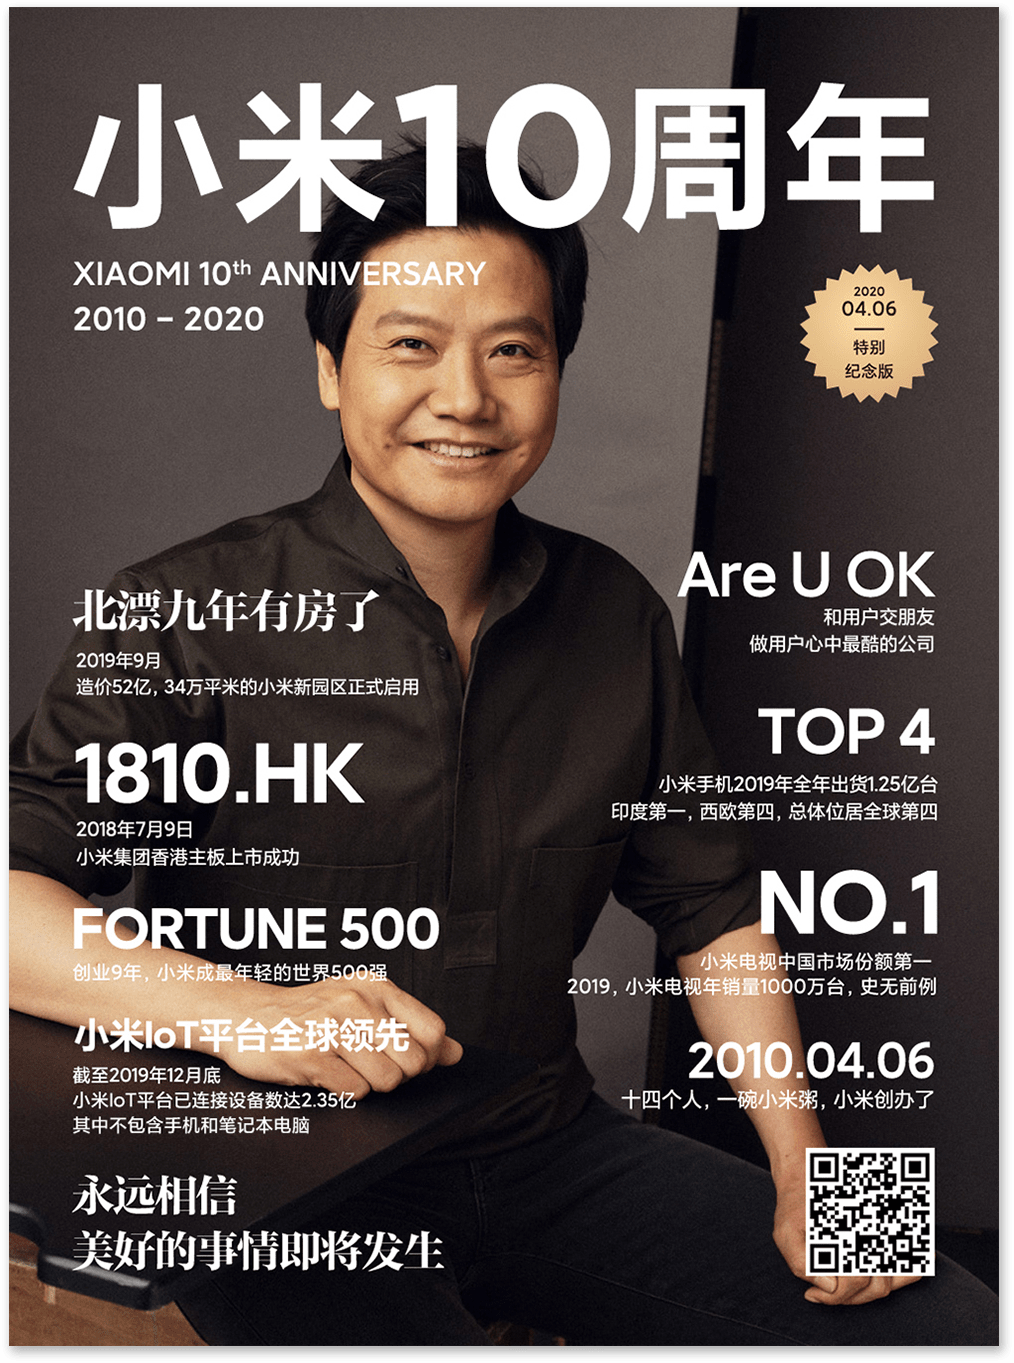 小米10周年
XIAOMI 10th ANNIVERSARY
2010 – 2020
2020
04.06
特别
纪念版
北漂九年有房了
2019年9月
造价52亿，34万平米的小米新园区正式启用
1810.HK
2018年7月9日
小米集团香港主板上市成功
FORTUNE 500
创业9年，小米成最年轻的世界500强
小米IoT平台全球领先
截至2019年12月底
小米IoT平台已连接设备数达2.35亿
其中不包含手机和笔记本电脑
永远相信
美好的事情即将发生
Are U OK
和用户交朋友
做用户心中最酷的公司
TOP 4
小米手机2019年全年出货1.25亿台
印度第一，西欧第四，总体位居全球第四
NO.1
小米电视中国市场份额第一
2019，小米电视年销量1000万台，史无前例
2010.04.06
十四个人，一碗小米粥，小米创办了